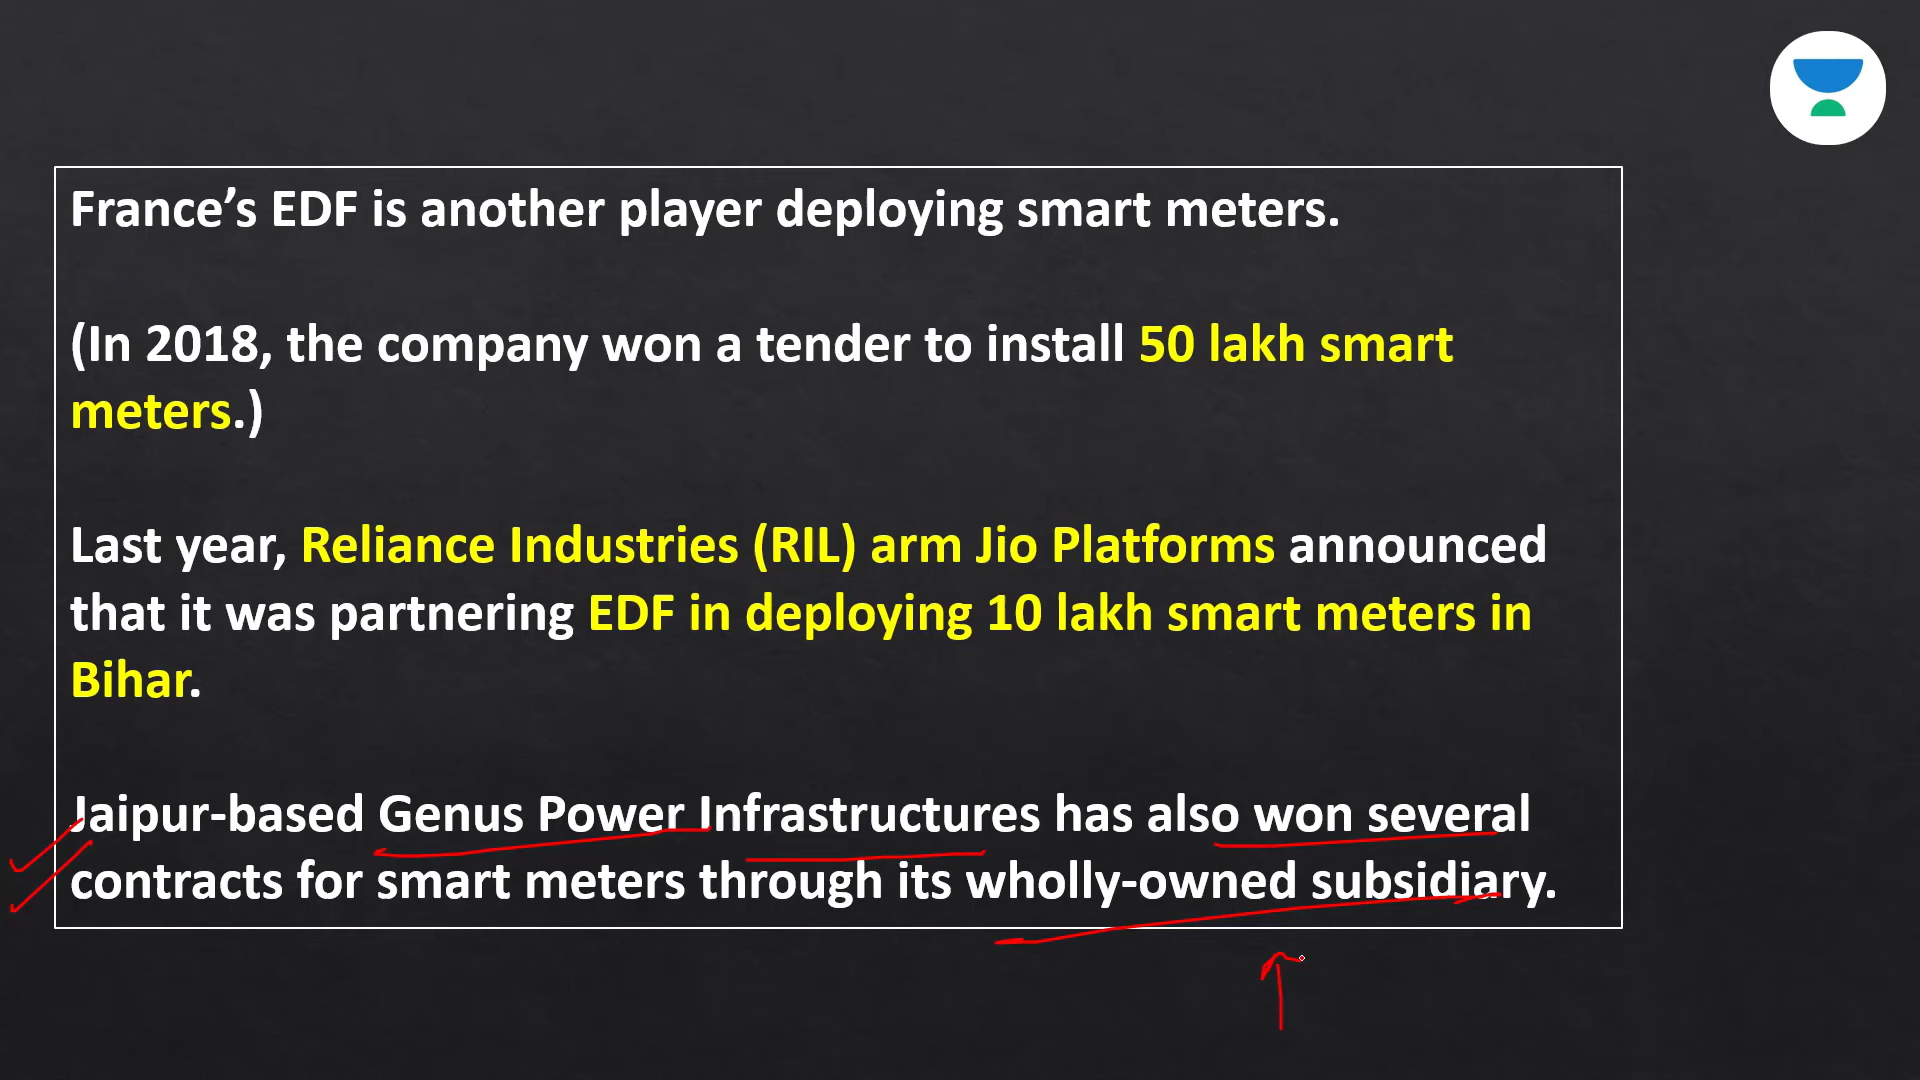 France’s EDF is another player deploying smart meters.
(In 2018, the company won a tender to install 50 lakh smart
meters.)
Last year, Reliance Industries (RIL) arm Jio Platforms announced
that it was partnering EDF in deploying 10 lakh smart meters in
Bihar.
Jaipur-based Genus Power Infrastructures has also won several
contracts for smart meters through its wholly-owned subsidiary.